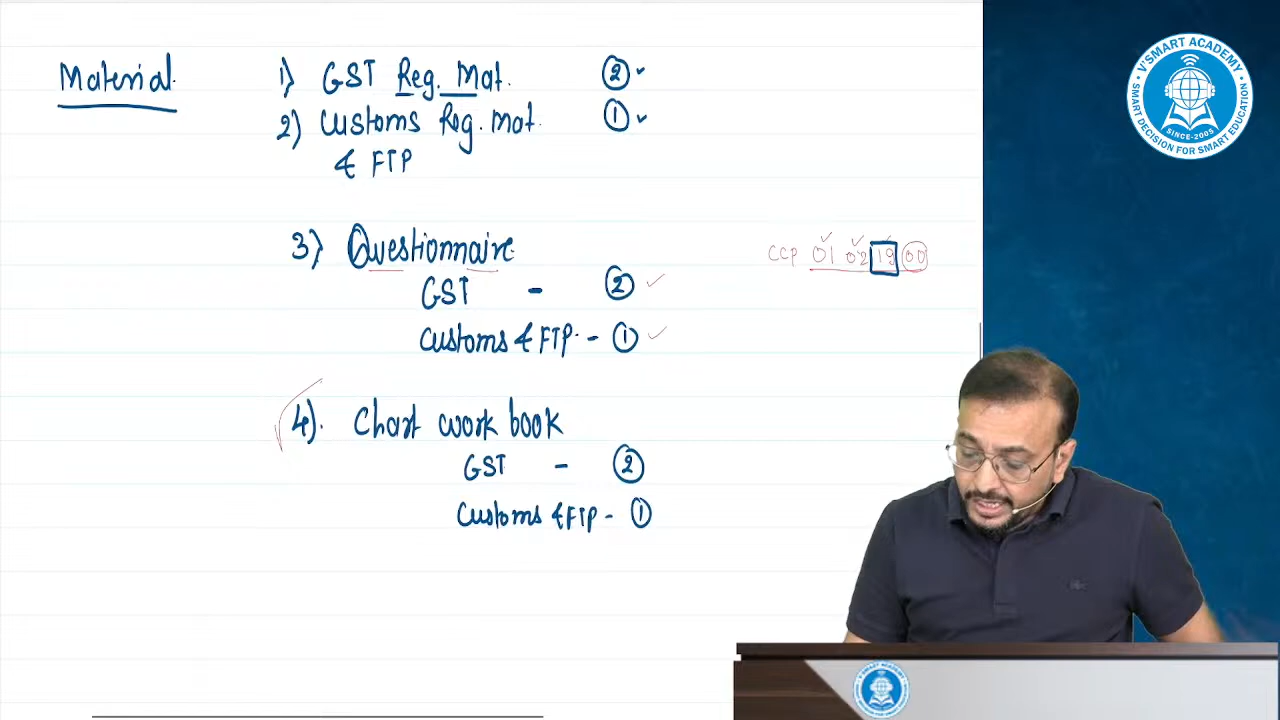 Material
1) GST Reg. Mat. 2
2) Customs Reg. Mat. 1
& FTP
3) Questionnaire
GST - 2
Customs & FTP - 1
CCP 01 02 19 00
4). Chart work book
GST - 2
Customs & FTP - 1
V'SMART ACADEMY
SMART DECISION FOR SMART EDUCATION
SINCE-2005